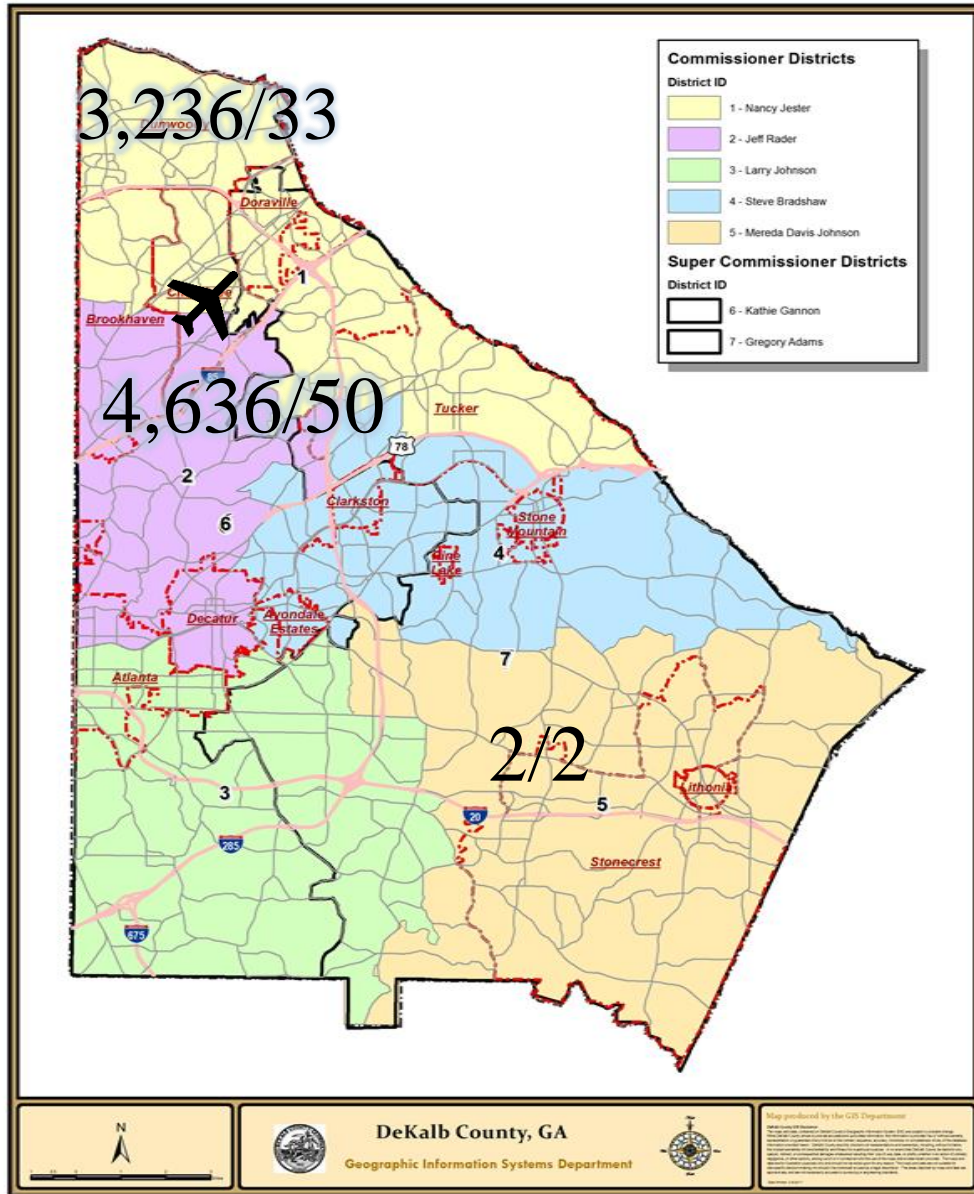 Commissioner Districts
District ID
1 - Nancy Jester
2 - Jeff Rader
3 - Larry Johnson
4 - Steve Bradshaw
5 - Mereda Davis Johnson
Super Commissioner Districts
District ID
6 - Kathie Gannon
7 - Gregory Adams
3,236/33
Doraville
1
Brookhaven
85
4,636/50
Tucker
78
2
Clarkston
6
Stone
Mountain
4
Lake
Decatur
Avondale
Estates
7
Atlanta
2/2
3
5
20
285
Stonecrest
675
N
DeKalb County, GA
Geographic Information Systems Department
Map produced by the GIS Department